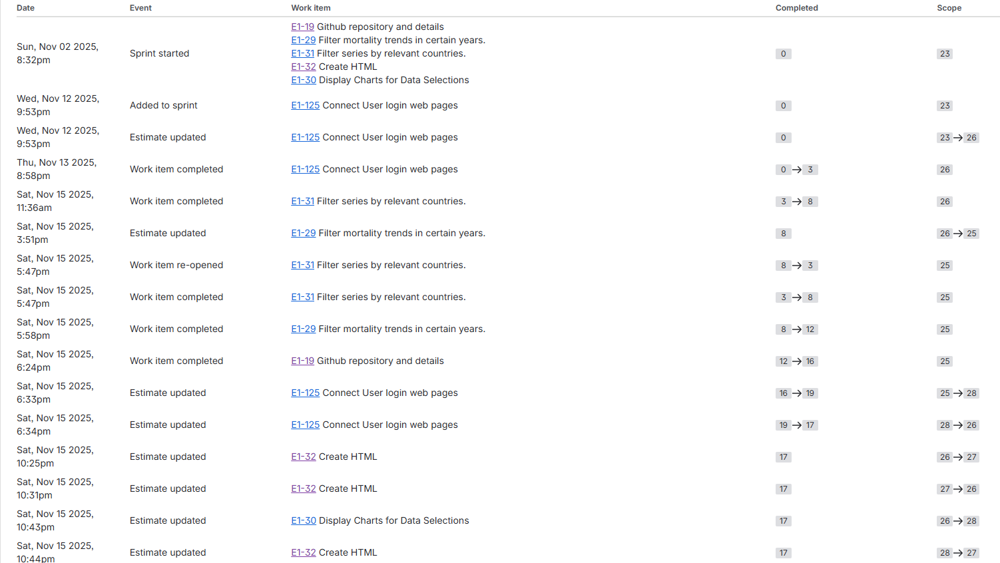 Date Event Work item Completed Scope
E1-19 Github repository and details
E1-29 Filter mortality trends in certain years.
Sun, Nov 02 2025,
8:32pm Sprint started E1-31 Filter series by relevant countries. 0 23
E1-32 Create HTML
E1-30 Display Charts for Data Selections
Wed, Nov 12 2025,
9:53pm Added to sprint E1-125 Connect User login web pages 0 23
Wed, Nov 12 2025,
9:53pm Estimate updated E1-125 Connect User login web pages 0 23 → 26
Thu, Nov 13 2025,
8:58pm Work item completed E1-125 Connect User login web pages 0 → 3 26
Sat, Nov 15 2025,
11:36am Work item completed E1-31 Filter series by relevant countries. 3 → 8 26
Sat, Nov 15 2025,
3:51pm Estimate updated E1-29 Filter mortality trends in certain years. 8 26 → 25
Sat, Nov 15 2025,
5:47pm Work item re-opened E1-31 Filter series by relevant countries. 8 → 3 25
Sat, Nov 15 2025,
5:47pm Work item completed E1-31 Filter series by relevant countries. 3 → 8 25
Sat, Nov 15 2025,
5:58pm Work item completed E1-29 Filter mortality trends in certain years. 8 → 12 25
Sat, Nov 15 2025,
6:24pm Work item completed E1-19 Github repository and details 12 → 16 25
Sat, Nov 15 2025,
6:33pm Estimate updated E1-125 Connect User login web pages 16 → 19 25 → 28
Sat, Nov 15 2025,
6:34pm Estimate updated E1-125 Connect User login web pages 19 → 17 28 → 26
Sat, Nov 15 2025,
10:25pm Estimate updated E1-32 Create HTML 17 26 → 27
Sat, Nov 15 2025,
10:31pm Estimate updated E1-32 Create HTML 17 27 → 26
Sat, Nov 15 2025,
10:43pm Estimate updated E1-30 Display Charts for Data Selections 17 26 → 28
Sat, Nov 15 2025,
10:44pm Estimate updated E1-32 Create HTML 17 28 → 27